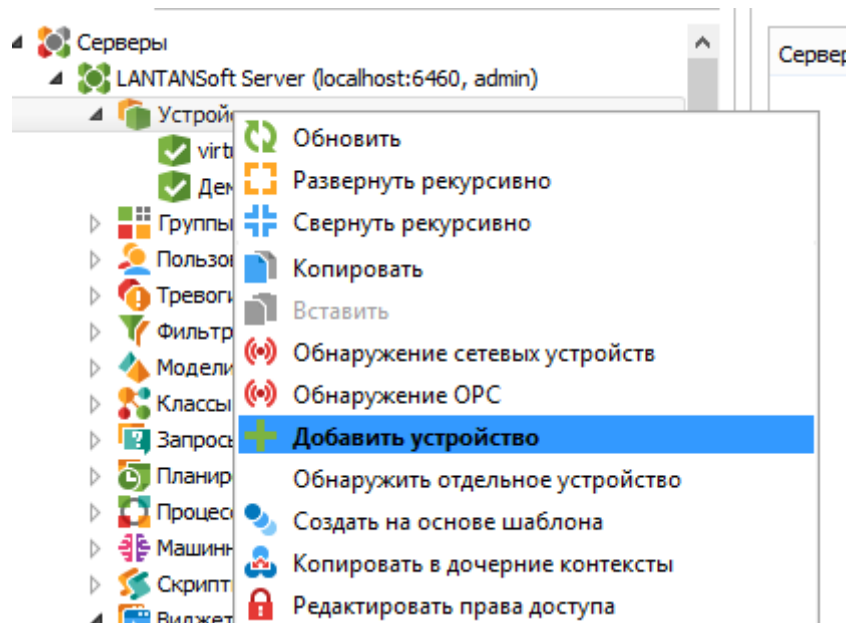 Серверы
Сервер
LANTANSoft Server (localhost:6460, admin)
Устрой
virt
Обновить
Дем
Развернуть рекурсивно
Группы
Свернуть рекурсивно
Пользо
Копировать
Тревоги
Вставить
Фильтр
Обнаружение сетевых устройств
Модели
Обнаружение OPC
Классы
Добавить устройство
Запросы
Обнаружить отдельное устройство
Планир
Создать на основе шаблона
Процес
Копировать в дочерние контексты
Машинн
Редактировать права доступа
Скрипт
Виджет